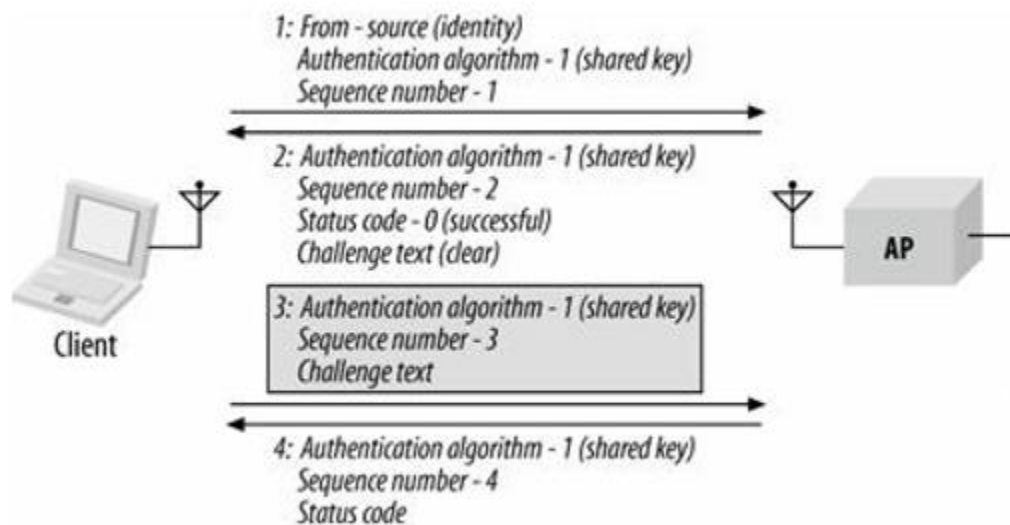 1: From - source (identity)
Authentication algorithm - 1 (shared key)
Sequence number - 1
2: Authentication algorithm - 1 (shared key)
Sequence number - 2
Status code - 0 (successful)
Challenge text (clear)
AP
3: Authentication algorithm - 1 (shared key)
Sequence number - 3
Challenge text
Client
4: Authentication algorithm - 1 (shared key)
Sequence number - 4
Status code